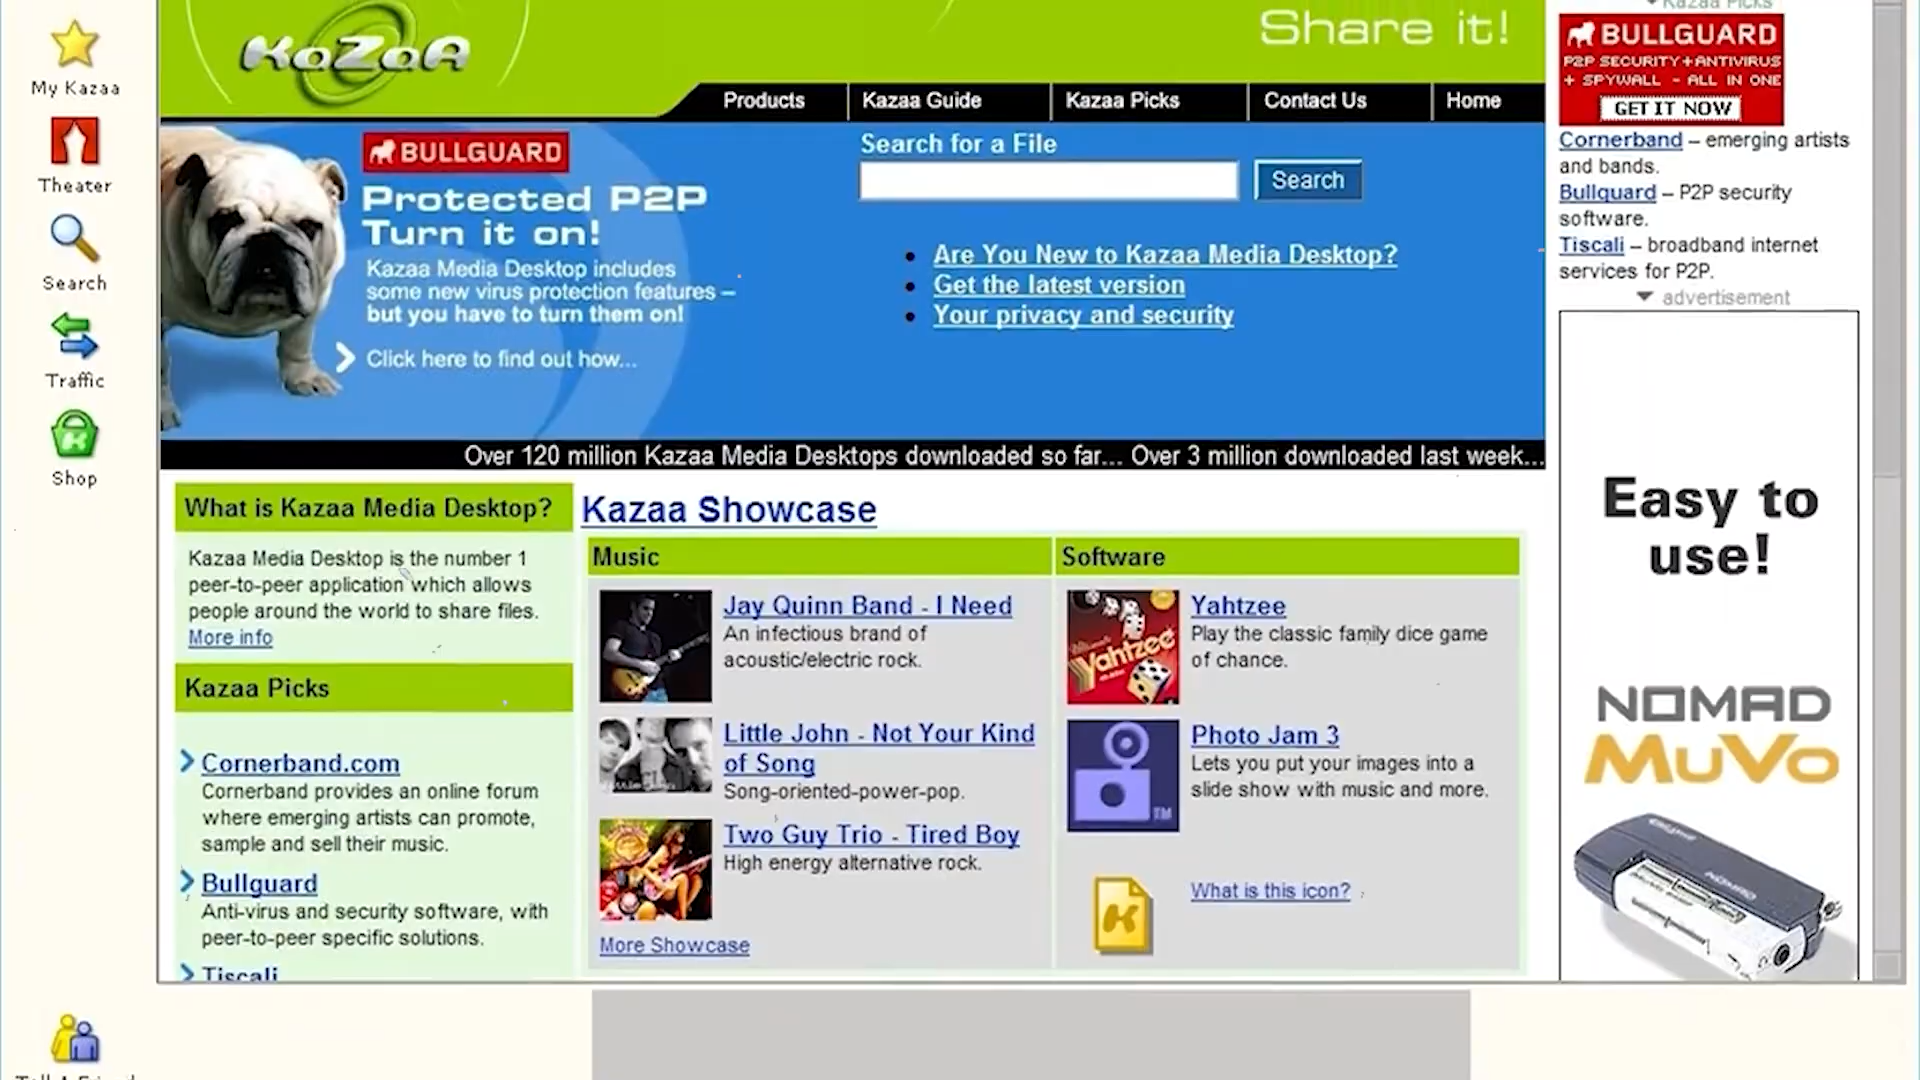 My Kazaa
Theater
Search
Traffic
Shop
KaZaA
Share it!
Products
Kazaa Guide
Kazaa Picks
Contact Us
Home
BULLGUARD
Protected P2P
Turn it on!
Kazaa Media Desktop includes
some new virus protection features –
but you have to turn them on!
Click here to find out how...
Search for a File
Search
Are You New to Kazaa Media Desktop?
Get the latest version
Your privacy and security
Over 120 million Kazaa Media Desktops downloaded so far... Over 3 million downloaded last week...
What is Kazaa Media Desktop?
Kazaa Media Desktop is the number 1
peer-to-peer application which allows
people around the world to share files.
More info
Kazaa Picks
Cornerband.com
Cornerband provides an online forum
where emerging artists can promote,
sample and sell their music.
Bullguard
Anti-virus and security software, with
peer-to-peer specific solutions.
Tiscali
Kazaa Showcase
Music
Jay Quinn Band - I Need
An infectious brand of
acoustic/electric rock.
Little John - Not Your Kind
of Song
Song-oriented-power-pop.
Two Guy Trio - Tired Boy
High energy alternative rock.
More Showcase
Software
Yahtzee
Yahtzee
Play the classic family dice game
of chance.
Photo Jam 3
Lets you put your images into a
slide show with music and more.
TM
What is this icon?
Kazaa Picks
BULLGUARD
P2P SECURITY+ANTIVIRUS
+ SPYWALL - ALL IN ONE
GET IT NOW
Cornerband – emerging artists
and bands.
Bullguard – P2P security
software.
Tiscali – broadband internet
services for P2P.
advertisement
Easy to
use!
NOMAD
MuVo
Tell A Friend